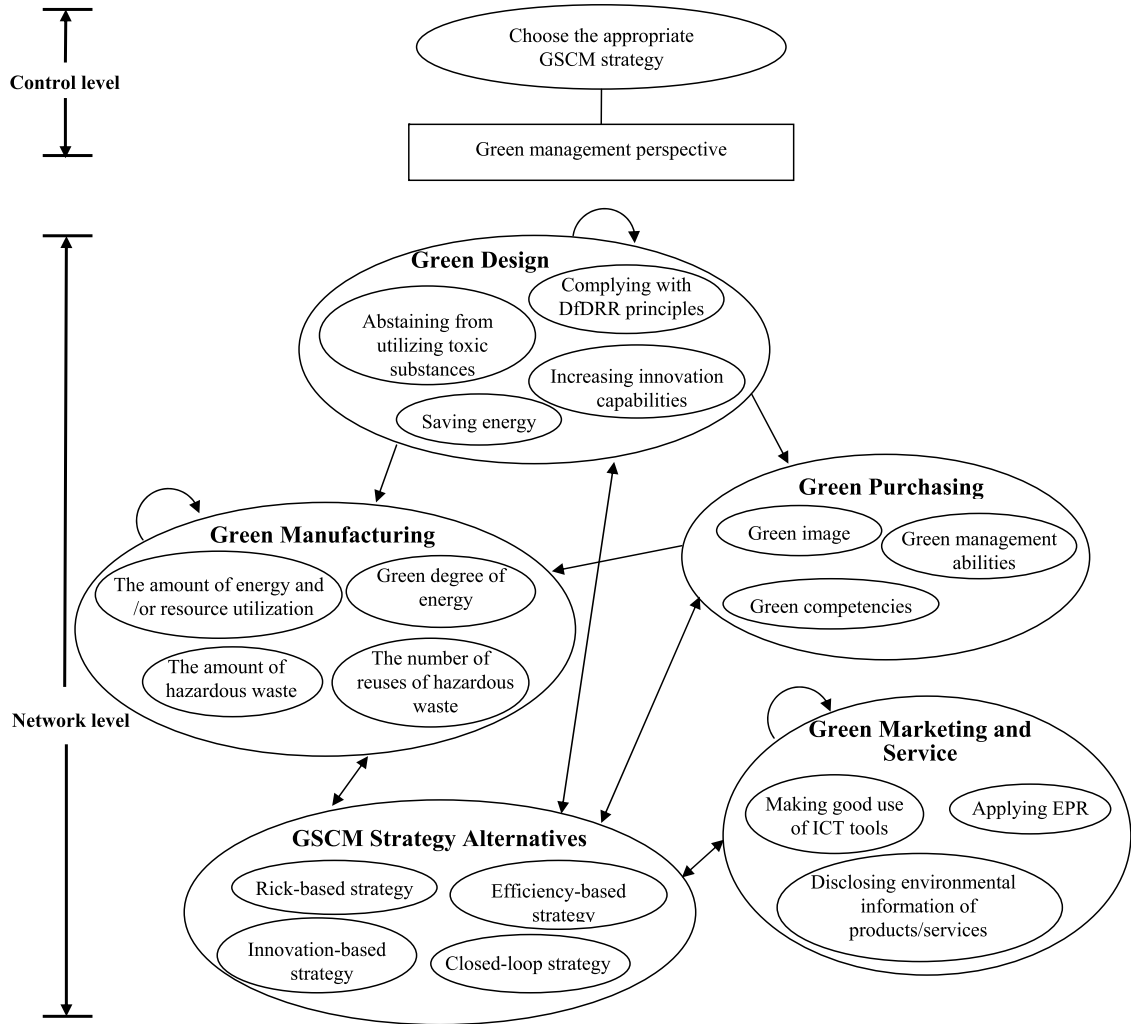 Choose the appropriate
GSCM strategy
Control level
Green management perspective
Green Design
Complying with
DfDRR principles
Abstaining from
utilizing toxic
substances
Increasing innovation
capabilities
Saving energy
Green Purchasing
Green image
Green management
abilities
Green competencies
Green Manufacturing
The amount of energy and
/or resource utilization
Green degree of
energy
The amount of
hazardous waste
The number of
reuses of hazardous
waste
Network level
Green Marketing and
Service
Making good use
of ICT tools
Applying EPR
Disclosing environmental
information of
products/services
GSCM Strategy Alternatives
Rick-based strategy
Efficiency-based
strategy
Innovation-based
strategy
Closed-loop strategy